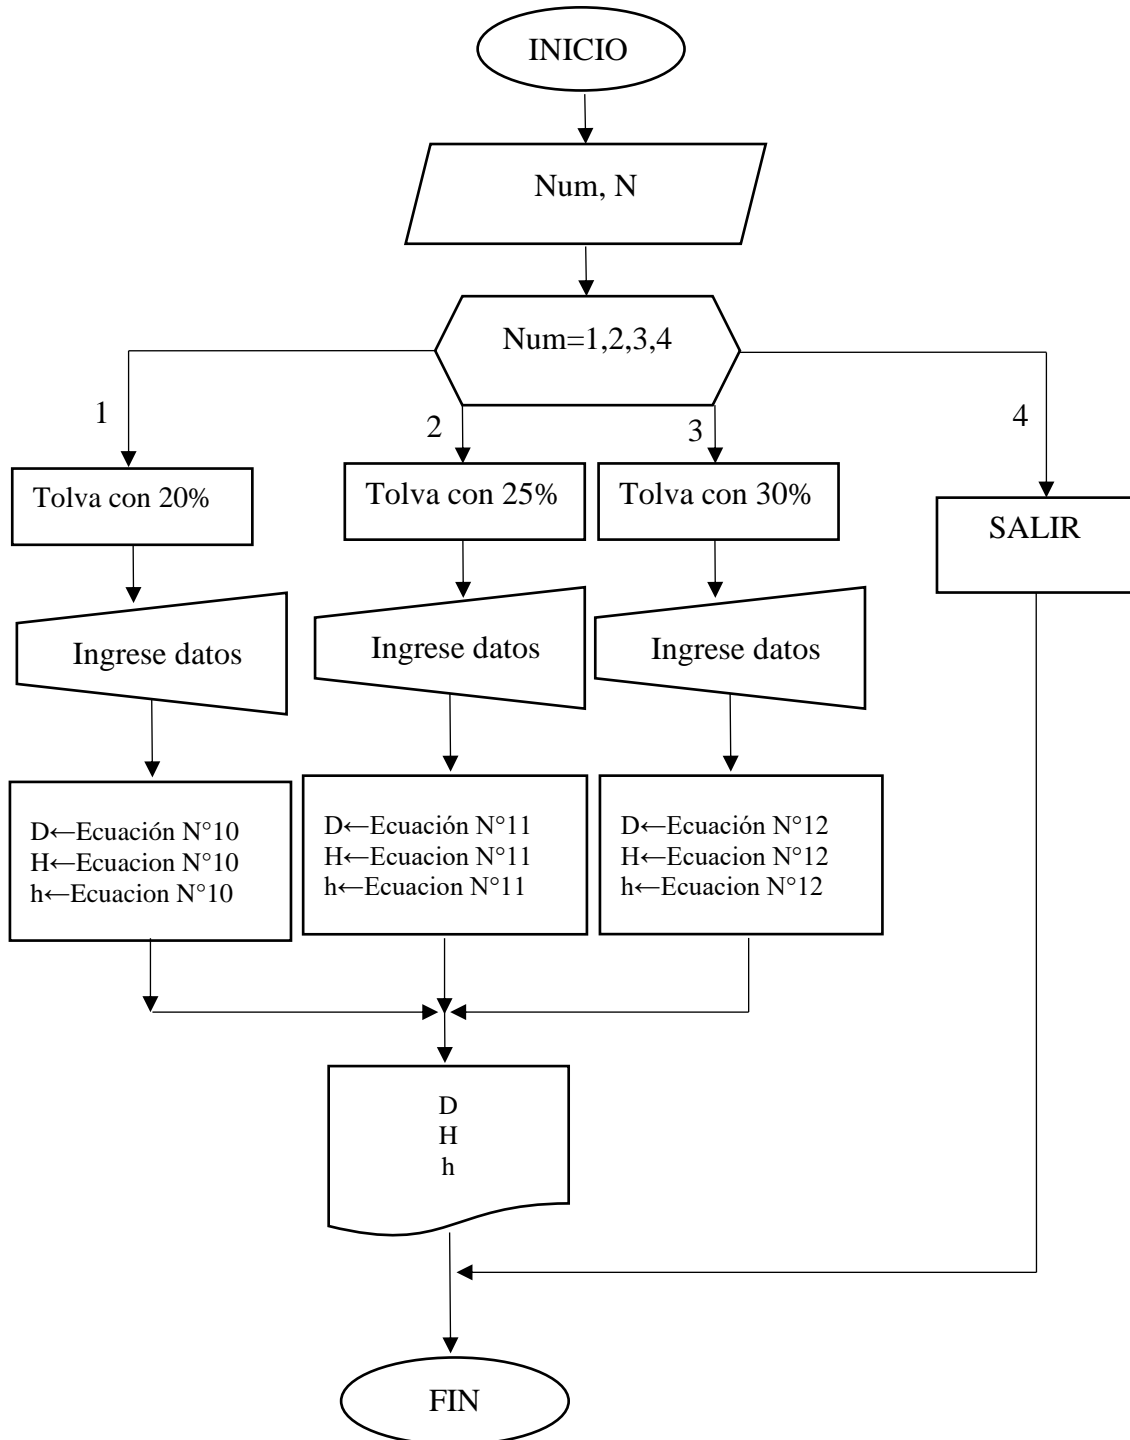 INICIO
Num, N
Num=1,2,3,4
1
2
3
4
Tolva con 20%
Tolva con 25%
Tolva con 30%
SALIR
Ingrese datos
Ingrese datos
Ingrese datos
D←Ecuación N°10
H←Ecuacion N°10
h←Ecuacion N°10
D←Ecuación N°11
H←Ecuacion N°11
h←Ecuacion N°11
D←Ecuación N°12
H←Ecuacion N°12
h←Ecuacion N°12
D
H
h
FIN